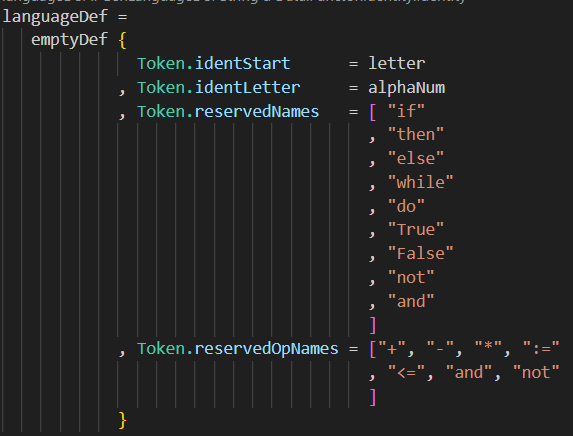 languageDef =
emptyDef {
Token.identStart = letter
, Token.identLetter = alphaNum
, Token.reservedNames = [ "if"
, "then"
, "else"
, "while"
, "do"
, "True"
, "False"
, "not"
, "and"
]
, Token.reservedOpNames = ["+", "-", "*", ":="
, "<=", "and", "not"
]
}